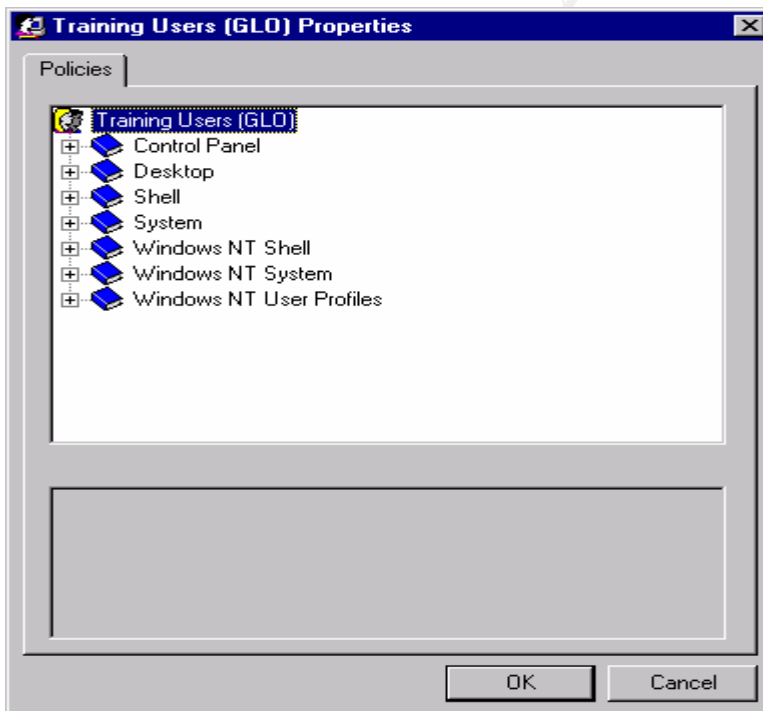 Training Users (GLO) Properties
Policies
Training Users (GLO)
Control Panel
Desktop
Shell
System
Windows NT Shell
Windows NT System
Windows NT User Profiles
OK
Cancel